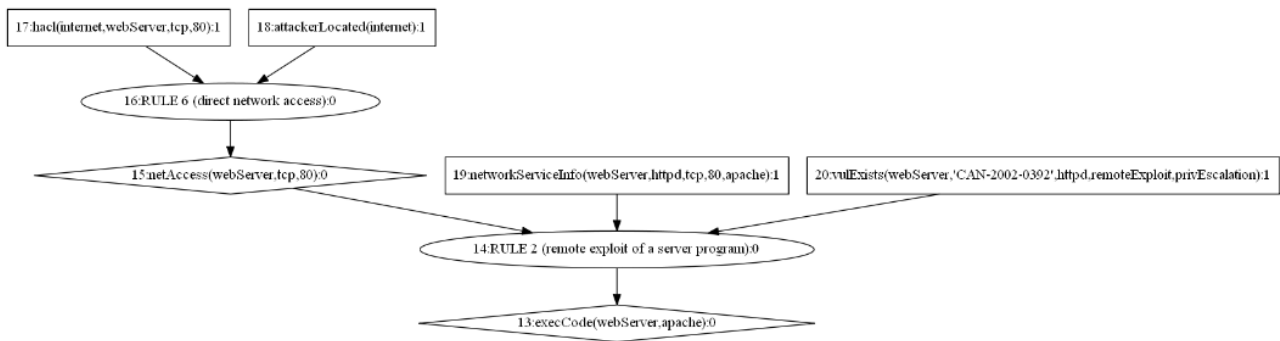 17:hacl(internet,webServer,tcp,80):1
18:attackerLocated(internet):1
16:RULE 6 (direct network access):0
15:netAccess(webServer,tcp,80):0
19:networkServiceInfo(webServer,httpd,tcp,80,apache):1
20:vulExists(webServer,'CAN-2002-0392',httpd,remoteExploit,privEscalation):1
14:RULE 2 (remote exploit of a server program):0
13:execCode(webServer,apache):0